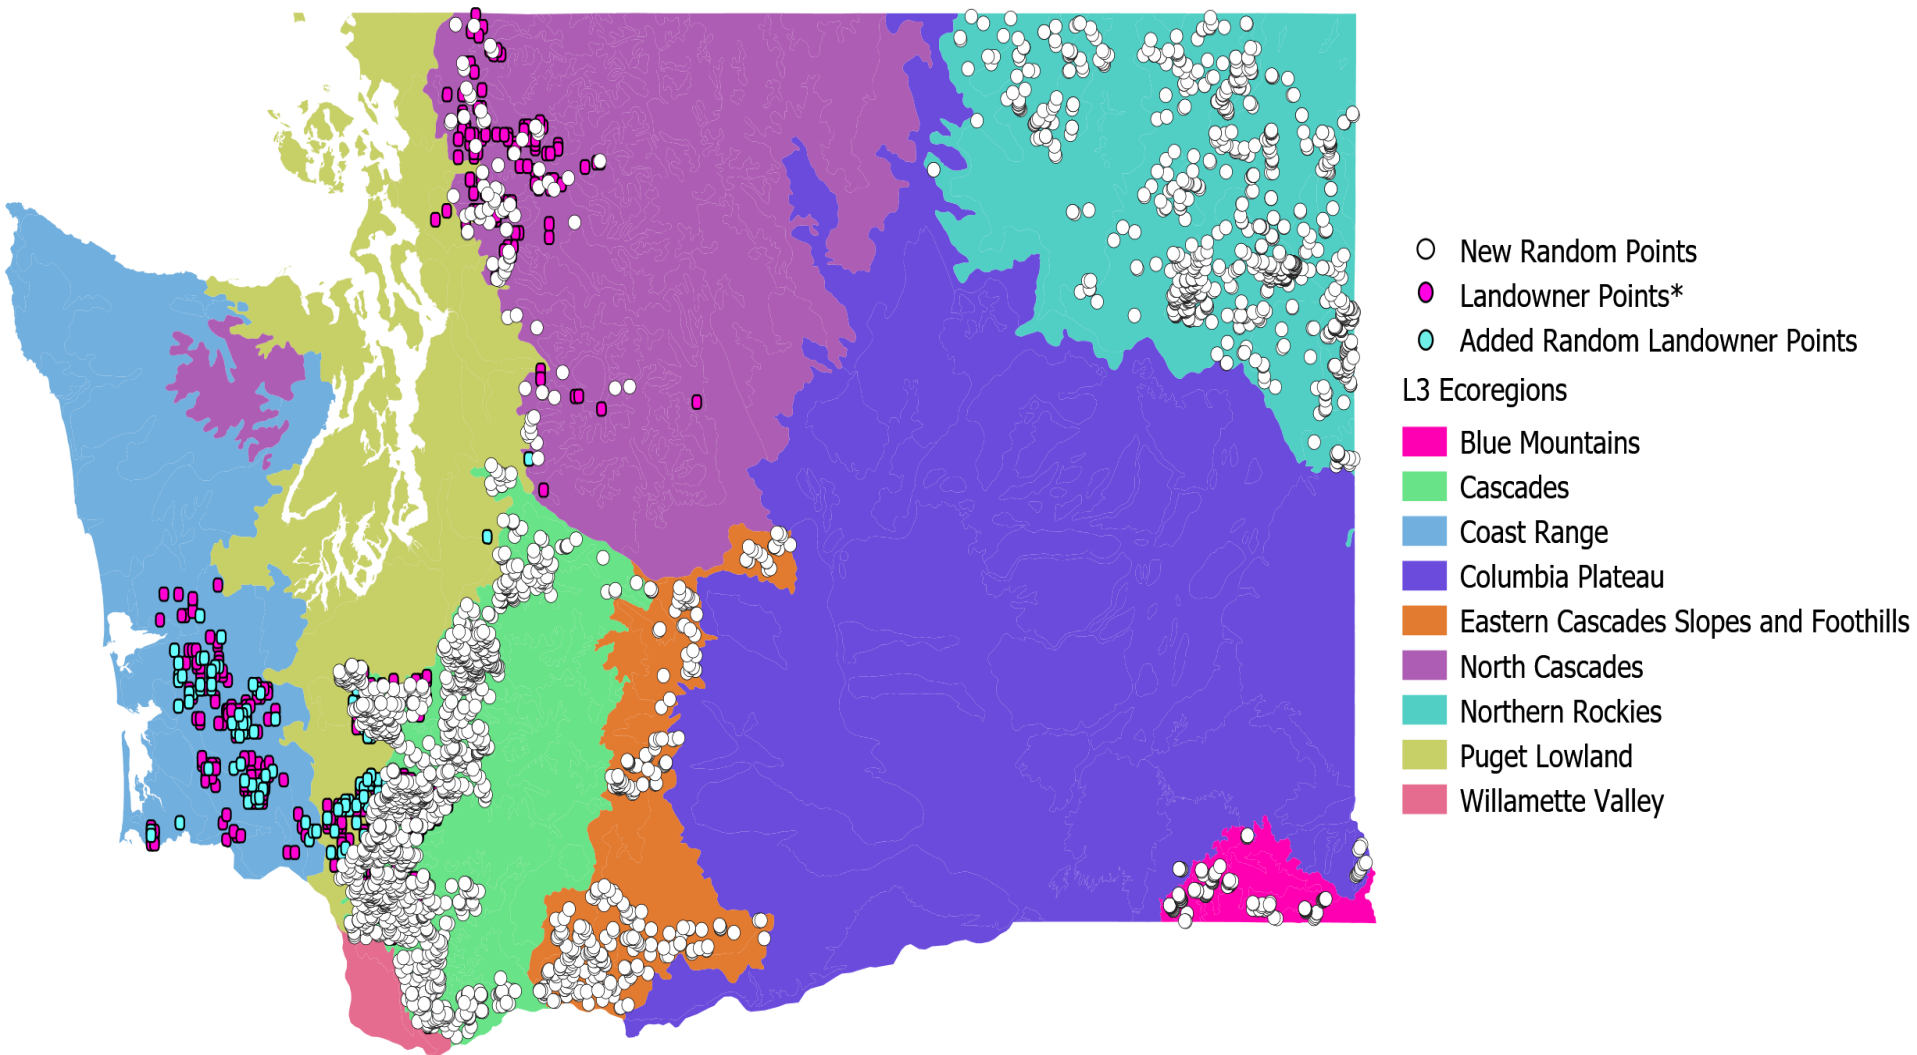 New Random Points
Landowner Points*
Added Random Landowner Points
L3 Ecoregions
Blue Mountains
Cascades
Coast Range
Columbia Plateau
Eastern Cascades Slopes and Foothills
North Cascades
Northern Rockies
Puget Lowland
Willamette Valley